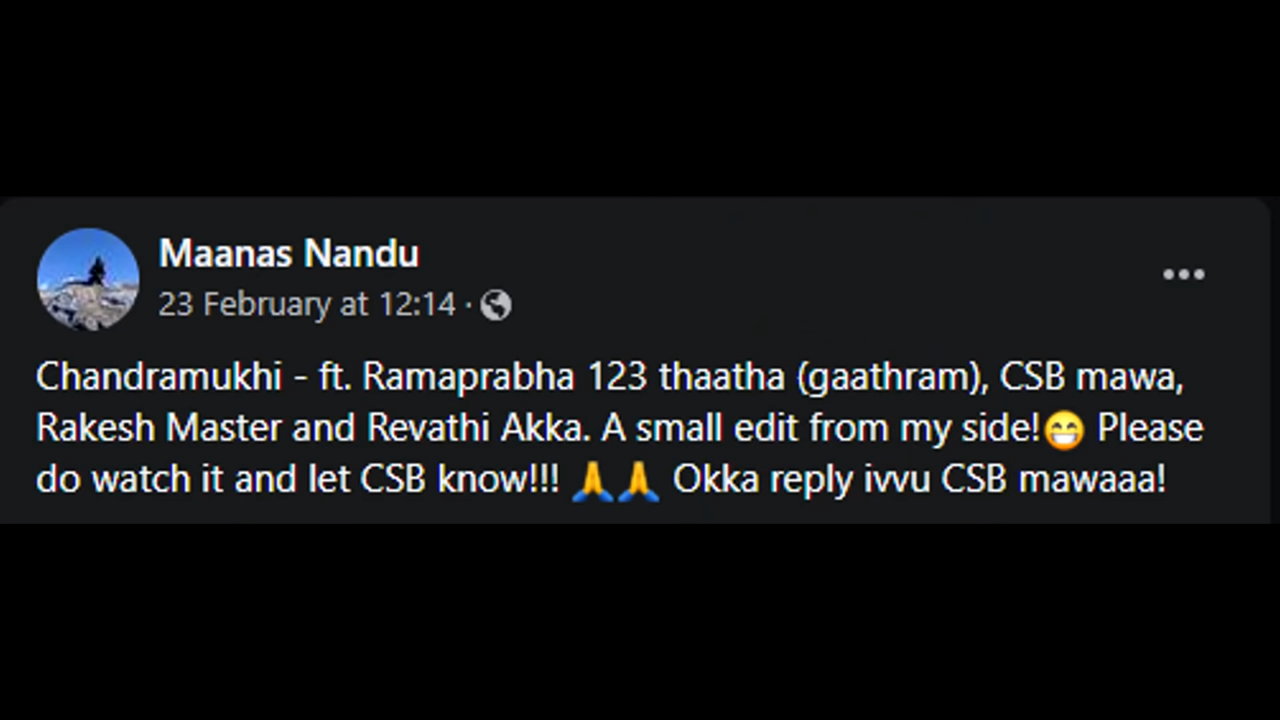 Maanas Nandu
23 February at 12:14 ·
Chandramukhi - ft. Ramaprabha 123 thaatha (gaathram), CSB mawa,
Rakesh Master and Revathi Akka. A small edit from my side!😁 Please
do watch it and let CSB know!!! 🙏🙏 Okka reply ivvu CSB mawaaa!